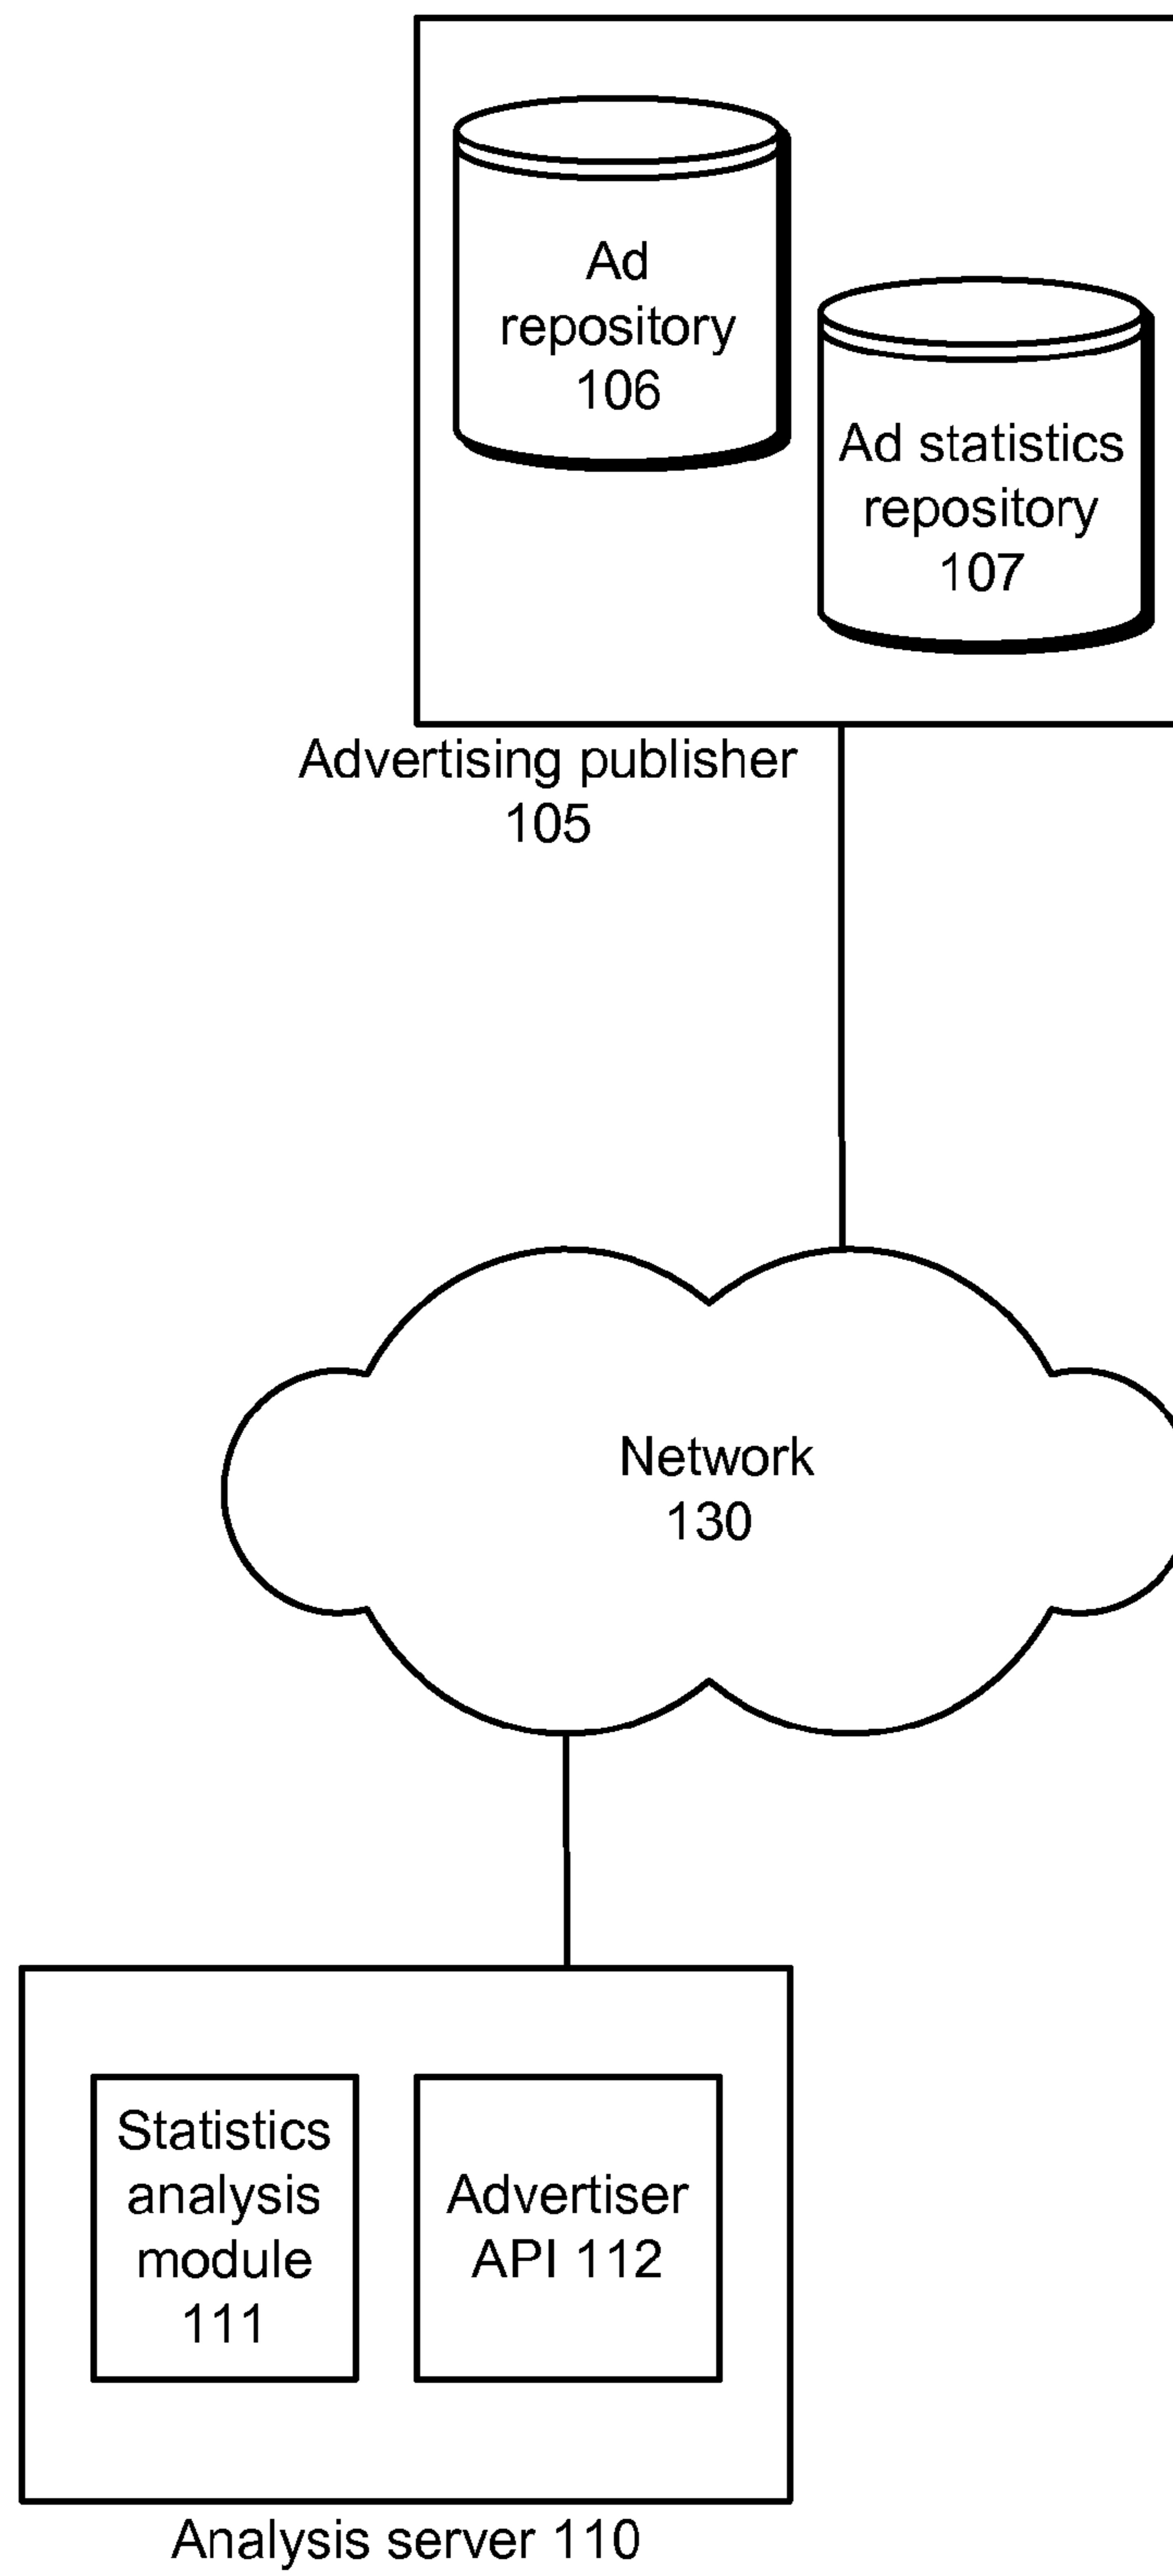 Ad
repository
106
Ad statistics
repository
107
Advertising publisher
105
Network
130
Statistics
analysis
module
111
Advertiser
API 112
Analysis server 110